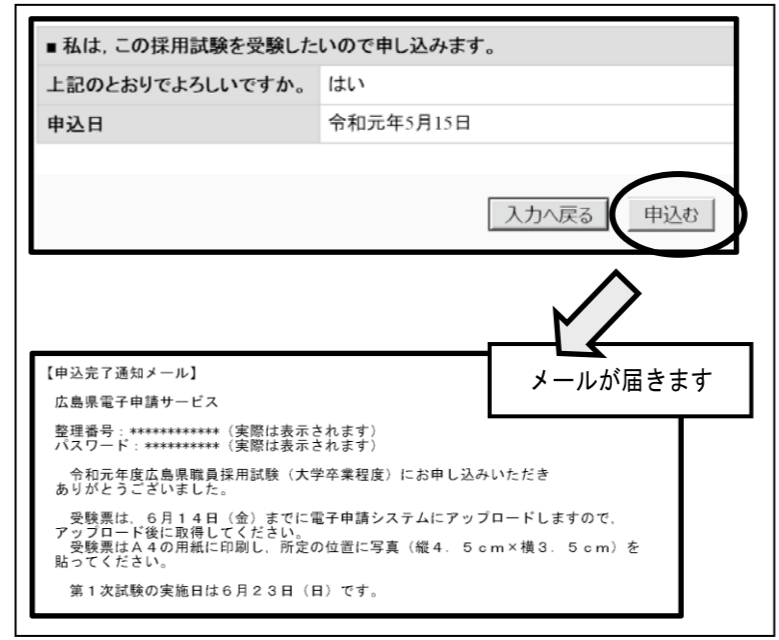 ■ 私は, この採用試験を受験したいので申し込みます。
上記のとおりでよろしいですか。 はい
申込日 令和元年5月15日
入力へ戻る 申込む
メールが届きます
【申込完了通知メール】
広島県電子申請サービス
整理番号：************（実際は表示されます）
パスワード：**********（実際は表示されます）
令和元年度広島県職員採用試験（大学卒業程度）にお申し込みいただき
ありがとうございました。
受験票は，６月１４日（金）までに電子申請システムにアップロードしますので，
アップロード後に取得してください。
受験票はＡ４の用紙に印刷し，所定の位置に写真（縦４．５ｃｍ×横３．５ｃｍ）を
貼ってください。
第１次試験の実施日は６月２３日（日）です。